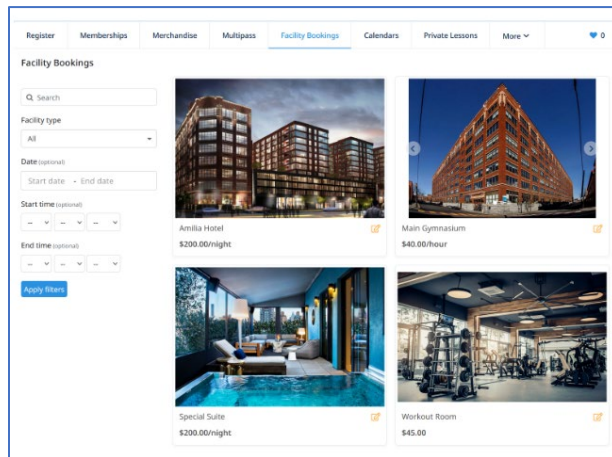 Register Memberships Merchandise Multipass Facility Bookings Calendars Private Lessons More 0
Facility Bookings
Search
Facility type
All
Date (optional)
Start date - End date
Start time (optional)
-- -- --
End time (optional)
-- -- --
Apply filters
Amilia Hotel
$200.00/night
Main Gymnasium
$40.00/hour
Special Suite
$200.00/night
Workout Room
$45.00